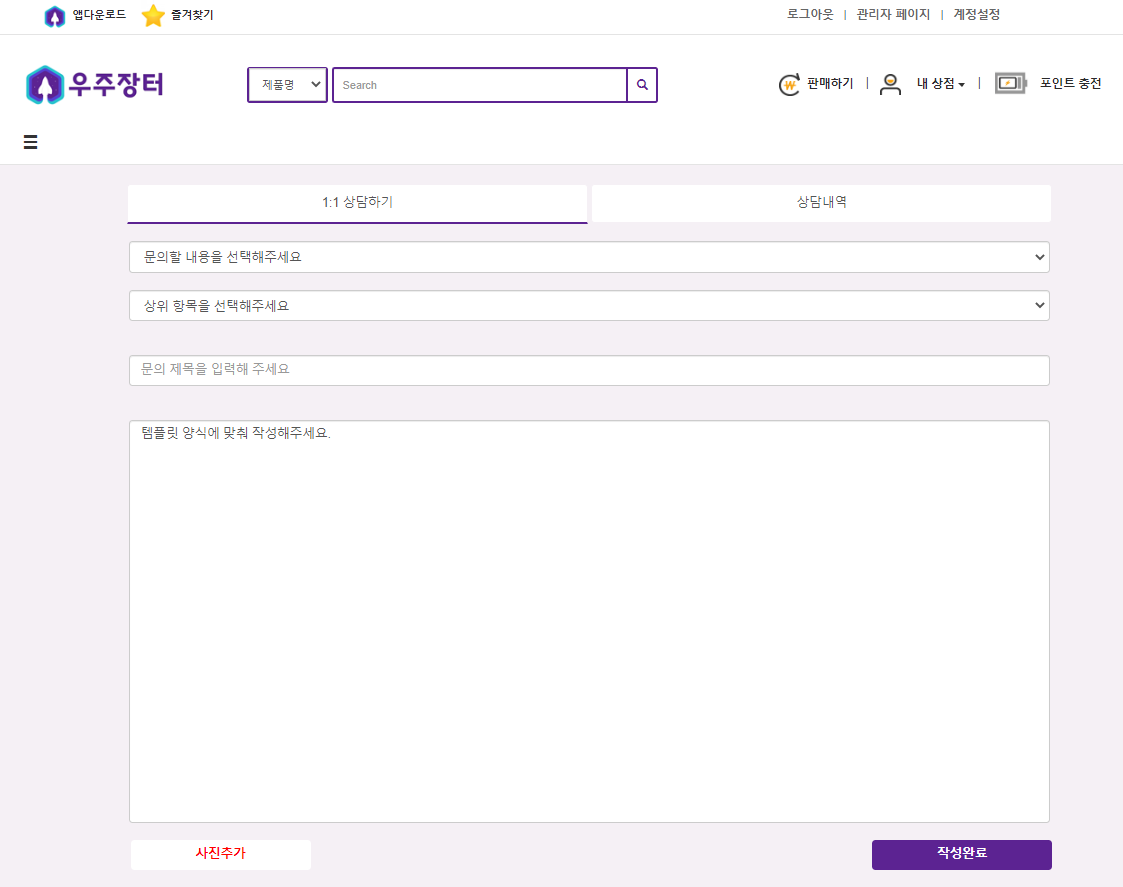 앱다운로드 즐겨찾기 로그아웃 | 관리자 페이지 | 계정설정
우주장터 제품명 Search 판매하기 | 내 상점 | 포인트 충전
1:1 상담하기 상담내역
문의할 내용을 선택해주세요
상위 항목을 선택해주세요
문의 제목을 입력해 주세요
템플릿 양식에 맞춰 작성해주세요.
사진추가 작성완료